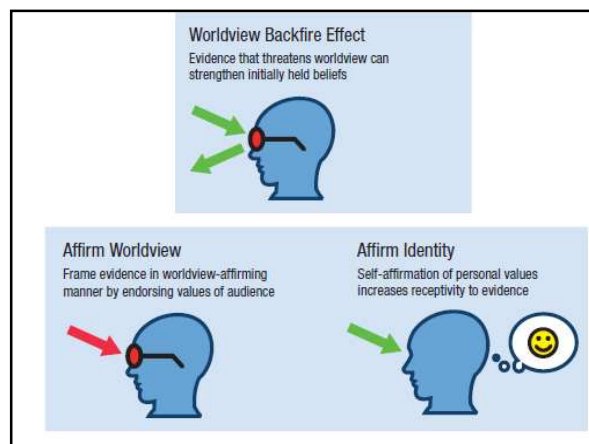 Worldview Backfire Effect
Evidence that threatens worldview can
strengthen initially held beliefs
Affirm Worldview
Frame evidence in worldview-affirming
manner by endorsing values of audience
Affirm Identity
Self-affirmation of personal values
increases receptivity to evidence